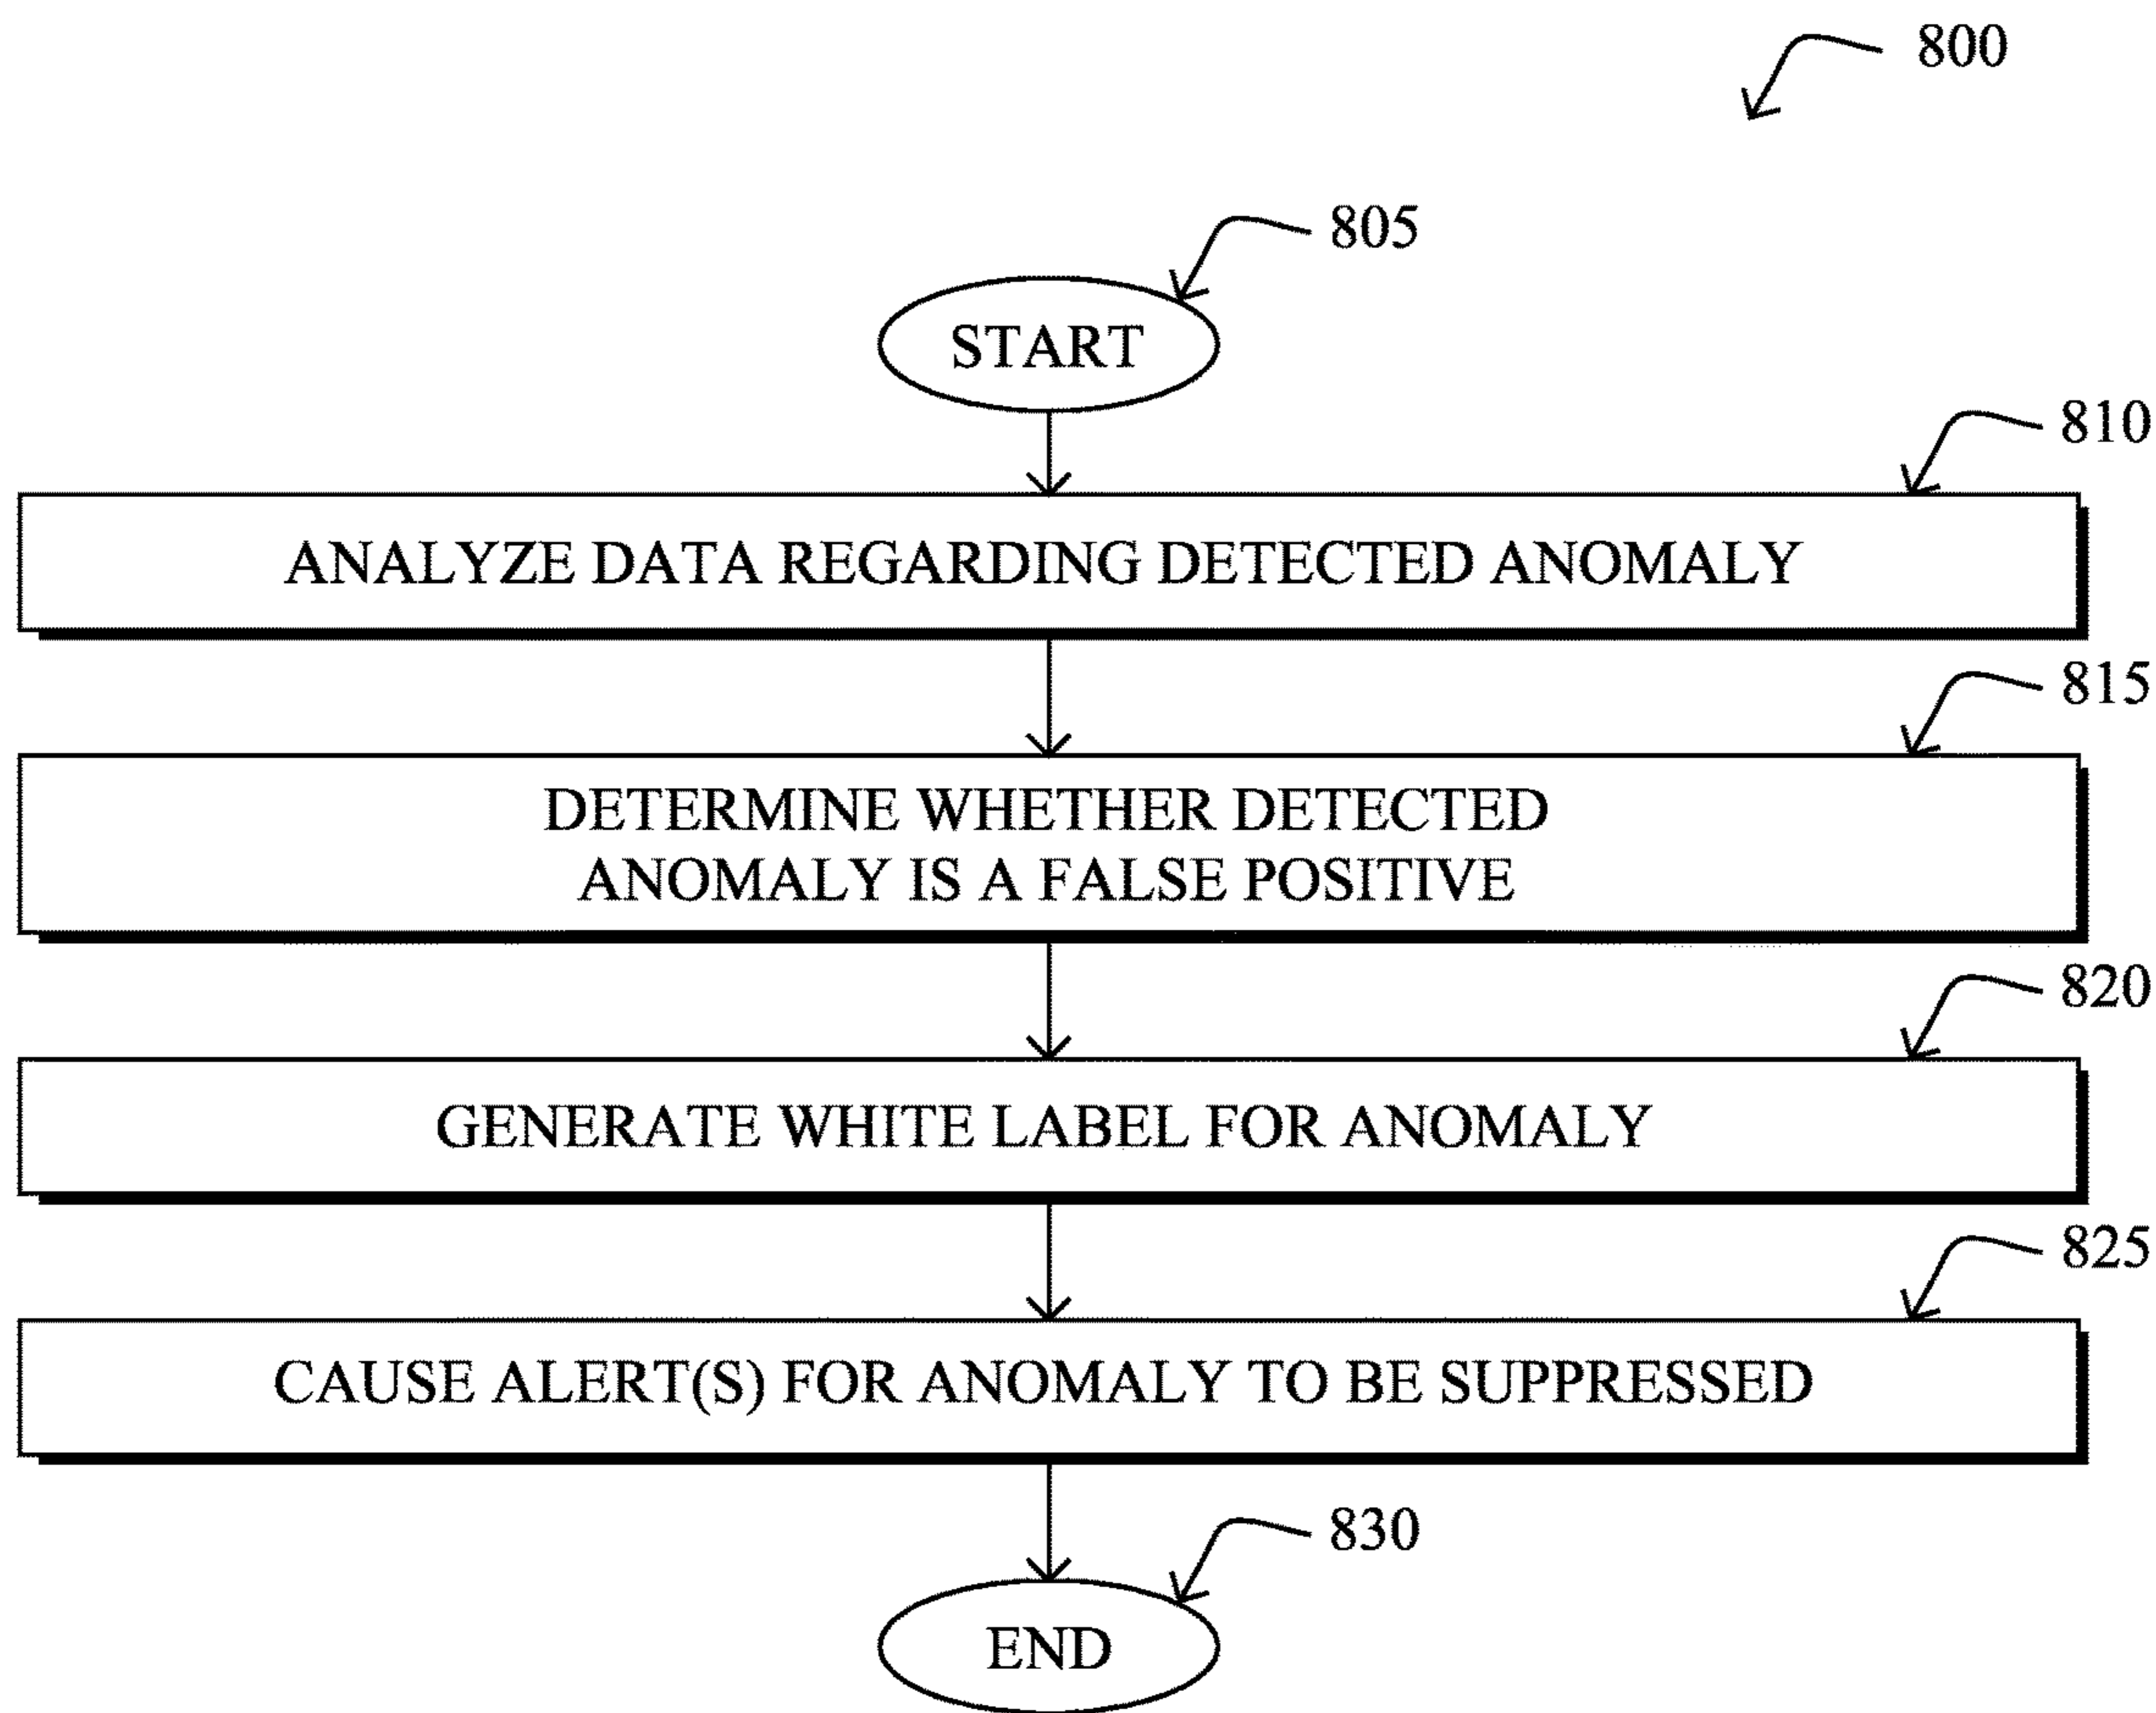 800
805
START
810
ANALYZE DATA REGARDING DETECTED ANOMALY
815
DETERMINE WHETHER DETECTED
ANOMALY IS A FALSE POSITIVE
820
GENERATE WHITE LABEL FOR ANOMALY
825
CAUSE ALERT(S) FOR ANOMALY TO BE SUPPRESSED
830
END